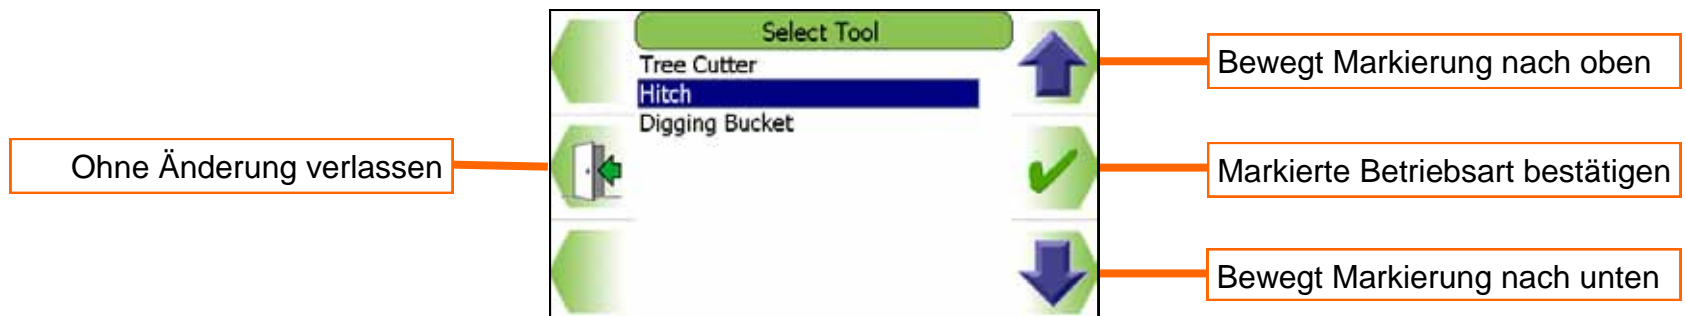 Select Tool
Tree Cutter
Hitch
Digging Bucket
Ohne Änderung verlassen
Bewegt Markierung nach oben
Markierte Betriebsart bestätigen
Bewegt Markierung nach unten